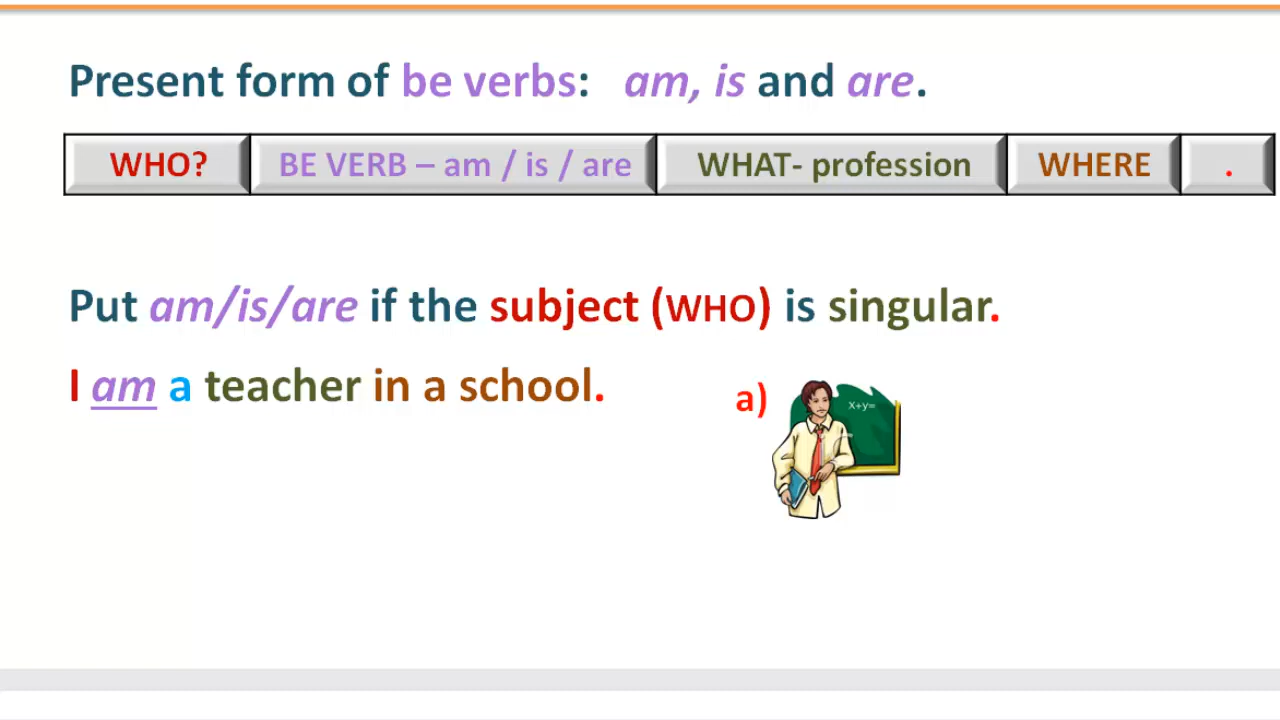 Present form of be verbs: am, is and are.
WHO? BE VERB – am / is / are WHAT- profession WHERE .
Put am/is/are if the subject (WHO) is singular.
I am a teacher in a school.
a)
X+y=